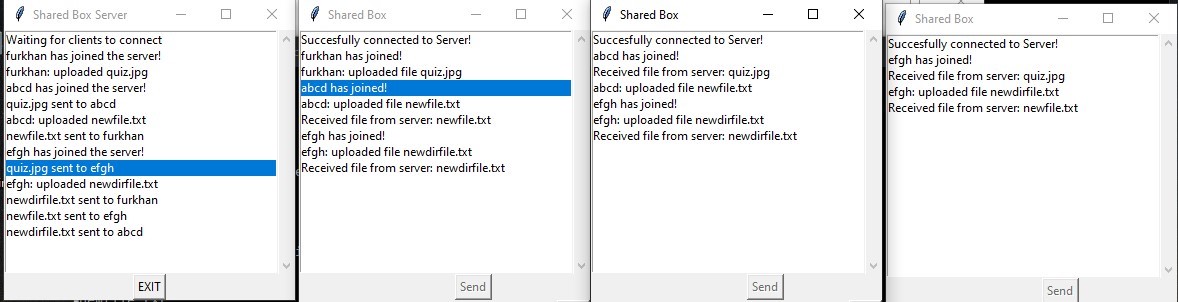 Shared Box Server
Waiting for clients to connect
furkhan has joined the server!
furkhan: uploaded quiz.jpg
abcd has joined the server!
quiz.jpg sent to abcd
abcd: uploaded newfile.txt
newfile.txt sent to furkhan
efgh has joined the server!
quiz.jpg sent to efgh
efgh: uploaded newdirfile.txt
newdirfile.txt sent to furkhan
newfile.txt sent to efgh
newdirfile.txt sent to abcd
EXIT
Shared Box
Succesfully connected to Server!
furkhan has joined!
furkhan: uploaded file quiz.jpg
abcd has joined!
abcd: uploaded file newfile.txt
Received file from server: newfile.txt
efgh has joined!
efgh: uploaded file newdirfile.txt
Received file from server: newdirfile.txt
Send
Shared Box
Succesfully connected to Server!
abcd has joined!
Received file from server: quiz.jpg
abcd: uploaded file newfile.txt
efgh has joined!
efgh: uploaded file newdirfile.txt
Received file from server: newdirfile.txt
Send
Shared Box
Succesfully connected to Server!
efgh has joined!
Received file from server: quiz.jpg
efgh: uploaded file newdirfile.txt
Received file from server: newfile.txt
Send